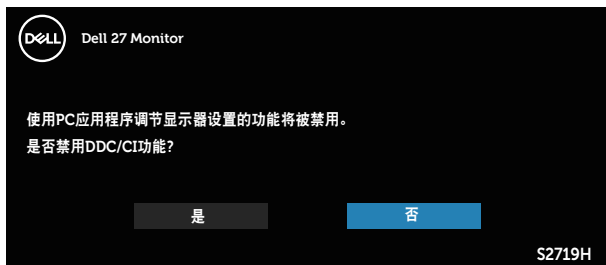 DELL
Dell 27 Monitor
使用PC应用程序调节显示器设置的功能将被禁用。
是否禁用DDC/CI功能?
是 否
S2719H